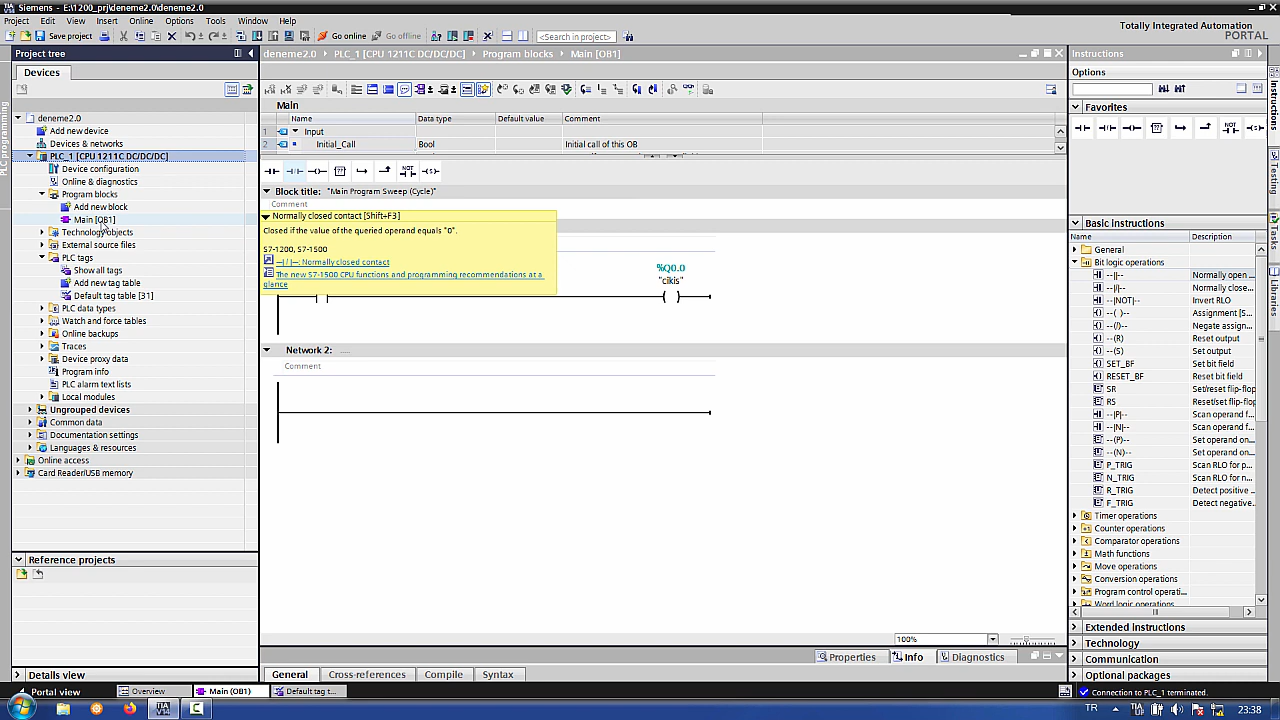 Siemens - E:\1200_prj\deneme2.0\deneme2.0
Project Edit View Insert Online Options Tools Window Help
Totally Integrated Automation
PORTAL
Save project
Go online
Go offline
<Search in project>
Project tree
deneme2.0 ▸ PLC_1 [CPU 1211C DC/DC/DC] ▸ Program blocks ▸ Main [OB1]
Instructions
Devices
Options
PLC programming
deneme2.0
Add new device
Devices & networks
PLC_1 [CPU 1211C DC/DC/DC]
Device configuration
Online & diagnostics
Program blocks
Add new block
Main [OB1]
Technology objects
External source files
PLC tags
Show all tags
Add new tag table
Default tag table [31]
PLC data types
Watch and force tables
Online backups
Traces
Device proxy data
Program info
PLC alarm text lists
Local modules
Ungrouped devices
Common data
Documentation settings
Languages & resources
Online access
Card Reader/USB memory
Reference projects
Details view
Main
Name Data type Default value Comment
1 Input
2 Initial_Call Bool Initial call of this OB
Block title: "Main Program Sweep (Cycle)"
Comment
Normally closed contact [Shift+F3]
Closed if the value of the queried operand equals "0".
S7-1200, S7-1500
---| / |---: Normally closed contact
The new S7-1500 CPU functions and programming recommendations at a
glance
%Q0.0
"cikis"
Network 2: .....
Comment
100%
Properties Info Diagnostics
General Cross-references Compile Syntax
Favorites
Basic instructions
Name Description
General
Bit logic operations
--||-- Normally open
--|/|-- Normally close...
--|NOT|-- Invert RLO
--( )-- Assignment [S
--(/)-- Negate assign...
--(R) Reset output
--(S) Set output
SET_BF Set bit field
RESET_BF Reset bit field
SR Set/reset flip-flop
RS Reset/set flip-flop
--|P|-- Scan operand f...
--|N|-- Scan operand f...
--(P)-- Set operand on...
--(N)-- Set operand on...
P_TRIG Scan RLO for p...
N_TRIG Scan RLO for n...
R_TRIG Detect positive
F_TRIG Detect negative
Timer operations
Counter operations
Comparator operations
Math functions
Move operations
Conversion operations
Program control operati...
Word logic operations
Extended instructions
Technology
Communication
Optional packages
Instructions
Testing
Tasks
Libraries
Portal view
Overview
Main (OB1)
Default tag t...
Connection to PLC_1 terminated.
TR
23:38